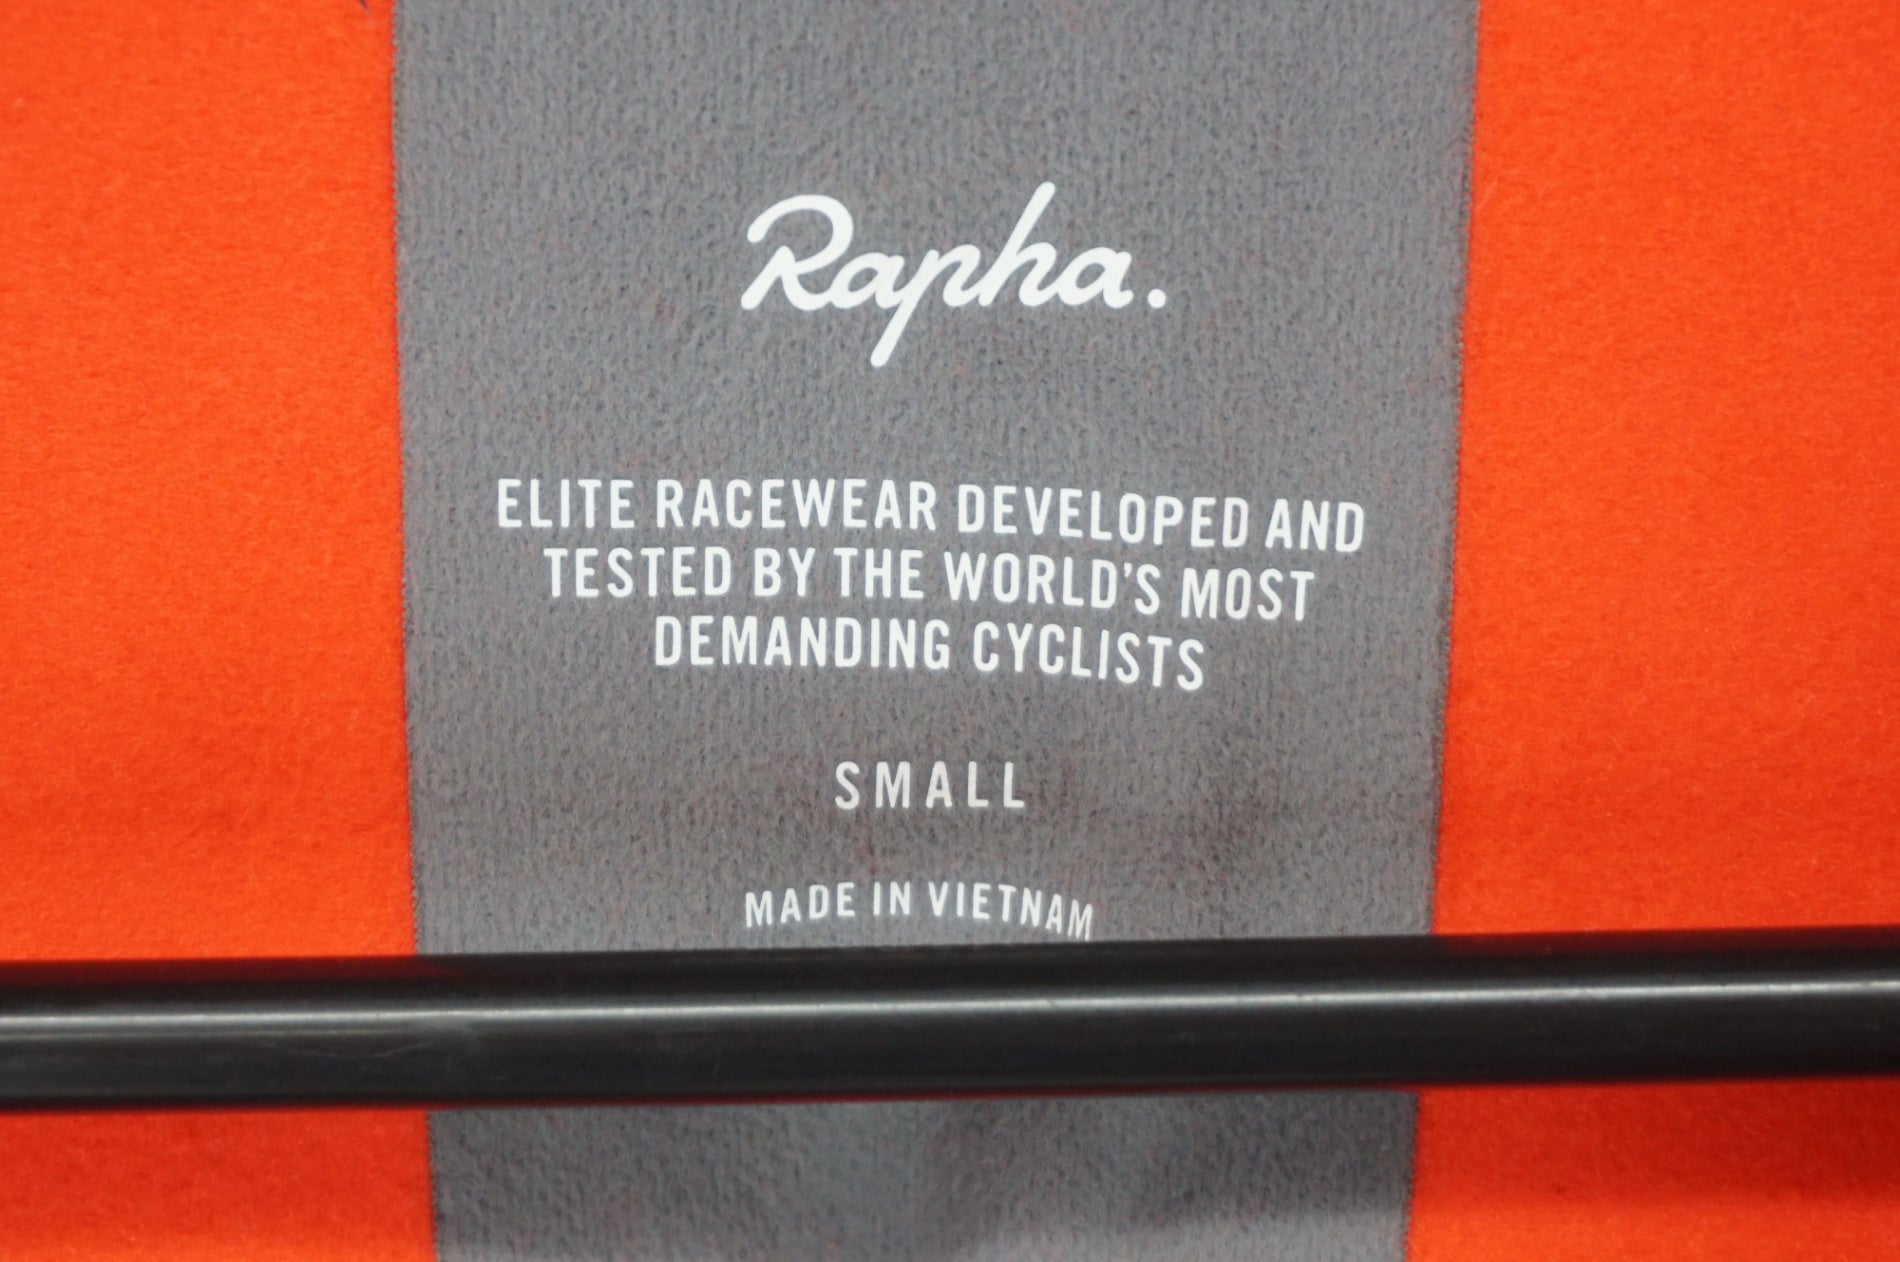 Rapha.
ELITE RACEWEAR DEVELOPED AND
TESTED BY THE WORLD'S MOST
DEMANDING CYCLISTS
SMALL
MADE IN VIETNAM